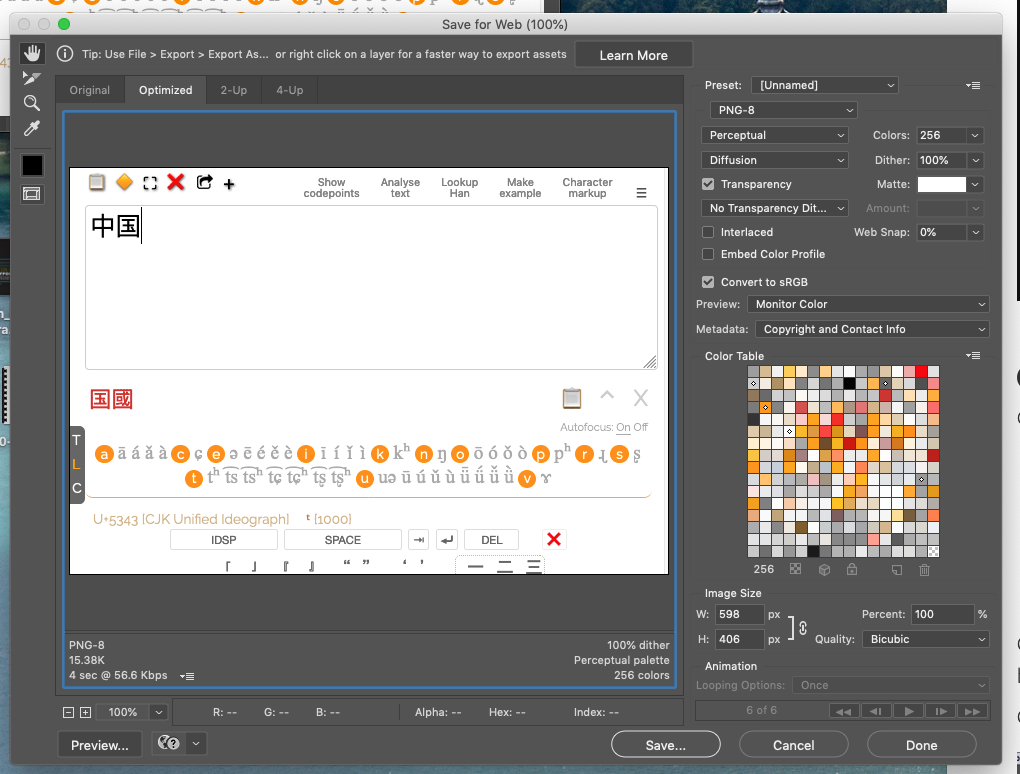 Save for Web (100%)
Tip: Use File > Export > Export As... or right click on a layer for a faster way to export assets
Learn More
Original Optimized 2-Up 4-Up
Show codepoints
Analyse text
Lookup Han
Make example
Character markup
中国
国國
X
Autofocus: On Off
T
L
C
a ā á ǎ à c ç e ə ē é ě è i ī í ǐ ì k kʰ n ŋ o ō ó ǒ ò p pʰ r ɻ s ʂ
t tʰ t͡s t͡sʰ t͡ɕ t͡ɕʰ t͡ʂ t͡ʂʰ u uə ū ú ǔ ù ü ǖ ǘ ǚ ǜ v ɤ
U+5343 [CJK Unified Ideograph] t {1000}
IDSP SPACE DEL
「 」 『 』 “ ” ‘ ’ 一 二 三
PNG-8
15.38K
4 sec @ 56.6 Kbps
100% dither
Perceptual palette
256 colors
100% R: -- G: -- B: -- Alpha: -- Hex: -- Index: --
Preview... Save... Cancel Done
Preset: [Unnamed]
PNG-8
Perceptual Colors: 256
Diffusion Dither: 100%
Transparency Matte:
No Transparency Dit... Amount:
Interlaced Web Snap: 0%
Embed Color Profile
Convert to sRGB
Preview: Monitor Color
Metadata: Copyright and Contact Info
Color Table
256
Image Size
W: 598 px Percent: 100 %
H: 406 px Quality: Bicubic
Animation
Looping Options: Once
6 of 6